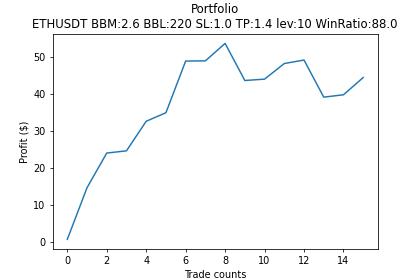 Portfolio
ETHUSDT BBM:2.6 BBL:220 SL:1.0 TP:1.4 lev:10 WinRatio:88.0
50
40
30
20
10
0
Profit ($)
0 2 4 6 8 10 12 14
Trade counts